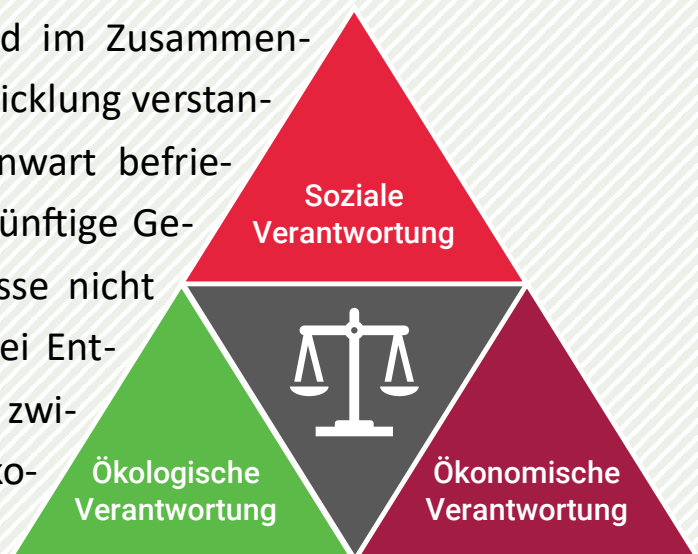 d im Zusammen-
icklung verstan-
nwart befrie-
ünftige Ge-
sse nicht
ei Ent-
zwi-
ko-
Soziale
Verantwortung
Ökologische
Verantwortung
Ökonomische
Verantwortung